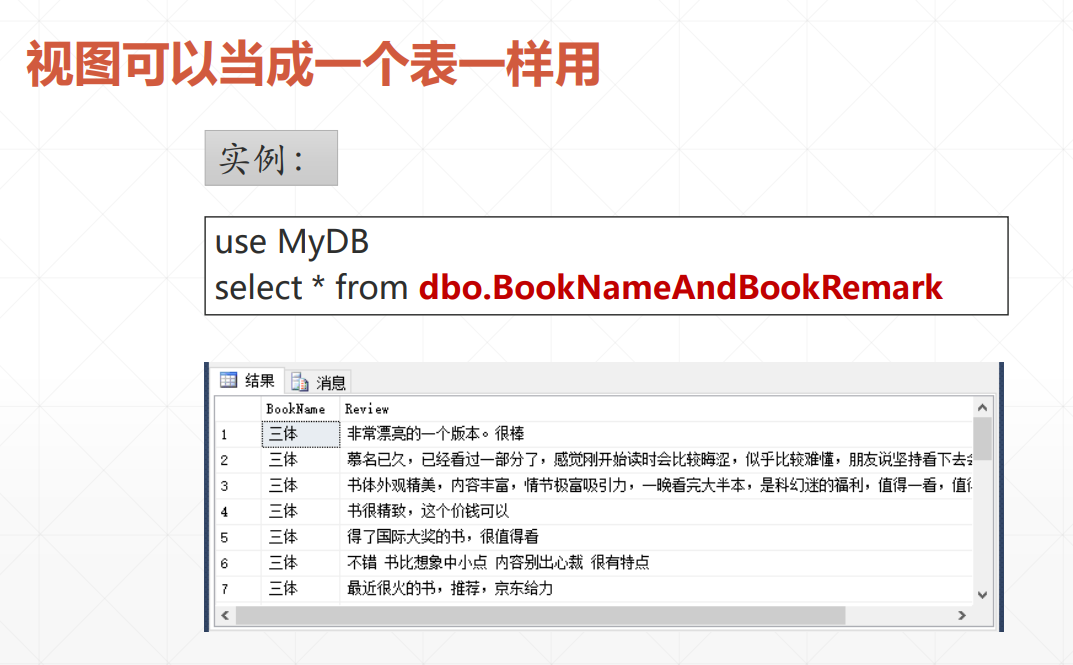 视图可以当成一个表一样用
实例：
use MyDB
select * from dbo.BookNameAndBookRemark
结果 消息
BookName Review
1 三体 非常漂亮的一个版本。很棒
2 三体 慕名已久，已经看过一部分了，感觉刚开始读时会比较晦涩，似乎比较难懂，朋友说坚持看下去
3 三体 书体外观精美，内容丰富，情节极富吸引力，一晚看完大半本，是科幻迷的福利，值得一看，值
4 三体 书很精致，这个价钱可以
5 三体 得了国际大奖的书，很值得看
6 三体 不错 书比想象中小点 内容别出心裁 很有特点
7 三体 最近很火的书，推荐，京东给力